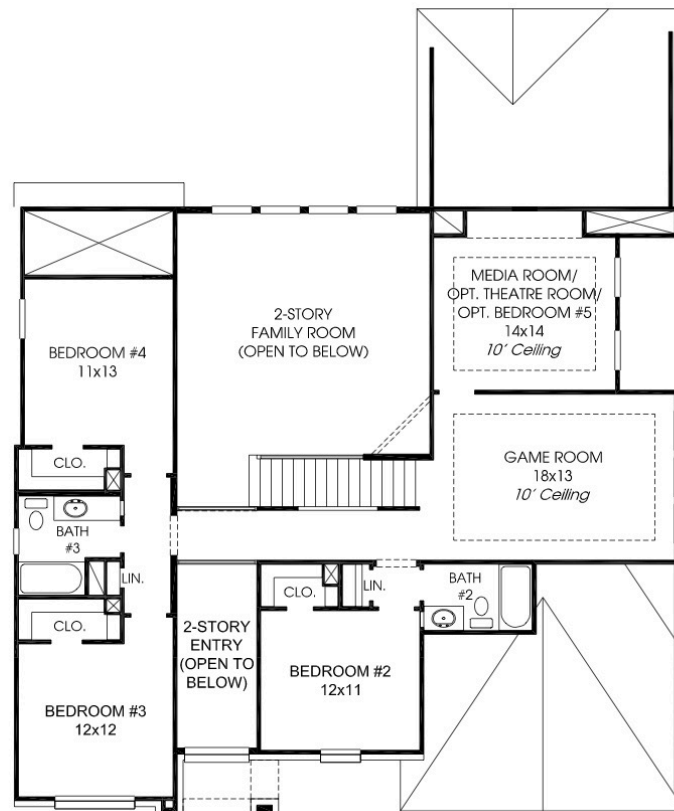 MEDIA ROOM/
OPT. THEATRE ROOM/
OPT. BEDROOM #5
14x14
10' Ceiling
2-STORY
FAMILY ROOM
(OPEN TO BELOW)
BEDROOM #4
11x13
CLO.
GAME ROOM
18x13
10' Ceiling
BATH
#3
LIN.
CLO.
BEDROOM #3
12x12
2-STORY
ENTRY
(OPEN TO
BELOW)
CLO.
LIN.
BATH
#2
BEDROOM #2
12x11